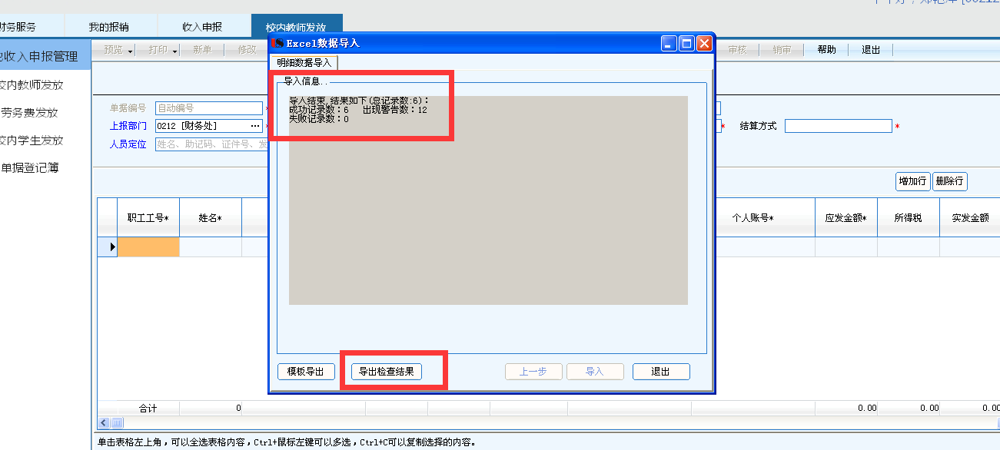 财务服务 我的报销 收入申报 校内教师发放
收入申报管理
校内教师发放
劳务费发放
校内学生发放
单据登记簿
预览 打印 新单 修改 审核 销审 帮助 退出
单据编号 自动编号
上报部门 0212 [财务处] ... * 结算方式 *
人员定位 姓名、助记码、证件号、发
增加行 删除行
职工工号* 姓名* 个人账号* 应发金额* 所得税 实发金额
Excel数据导入
明细数据导入
导入信息..
导入结束,结果如下(总记录数:6):
成功记录数:6 出现警告数:12
失败记录数:0
模板导出 导出检查结果 上一步 导入 退出
合计 0 0.00 0.00 0.00
单击表格左上角，可以全选表格内容，Ctrl+鼠标左键可以多选，Ctrl+C可以复制选择的内容。